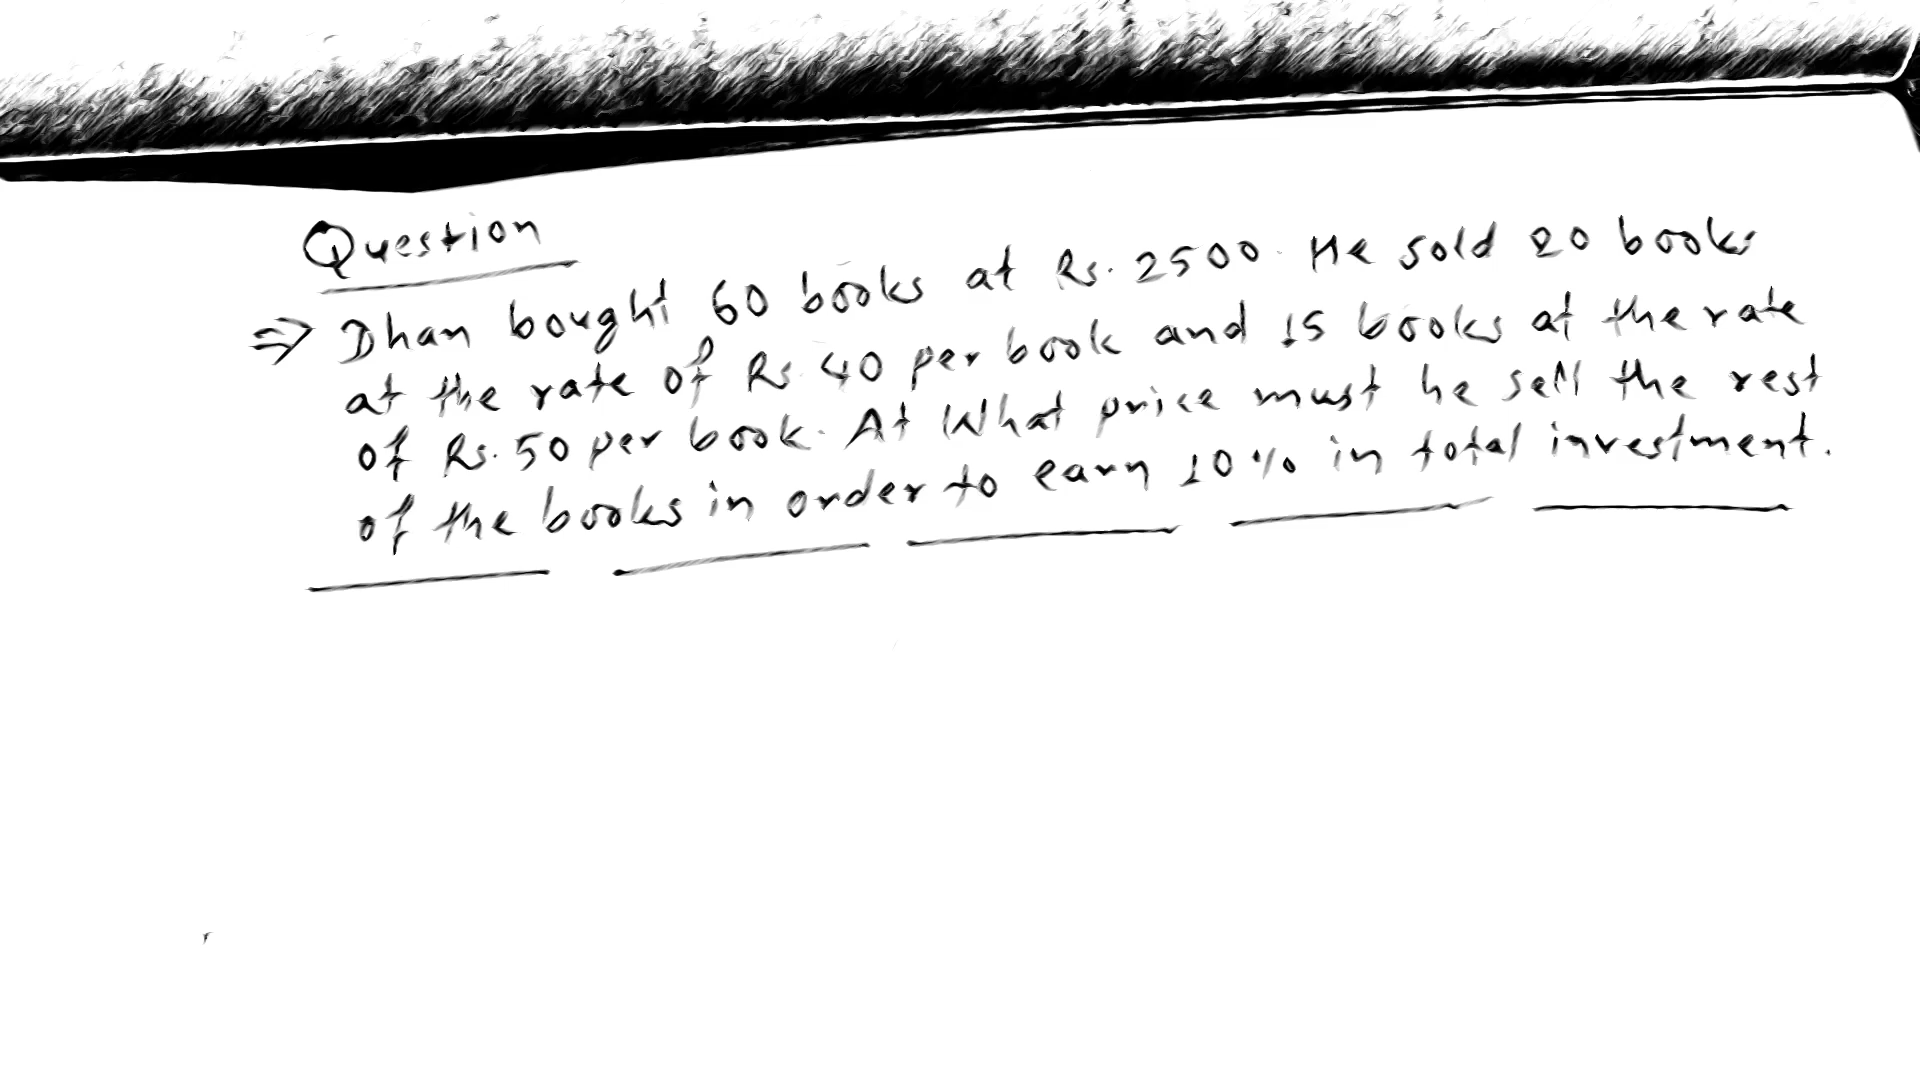 Question
⇒ Dhan bought 60 books at Rs. 2500. He sold 20 books
at the rate of Rs. 40 per book and 15 books at the rate
of Rs. 50 per book. At What price must he sell the rest
of the books in order to earn 10% in total investment.